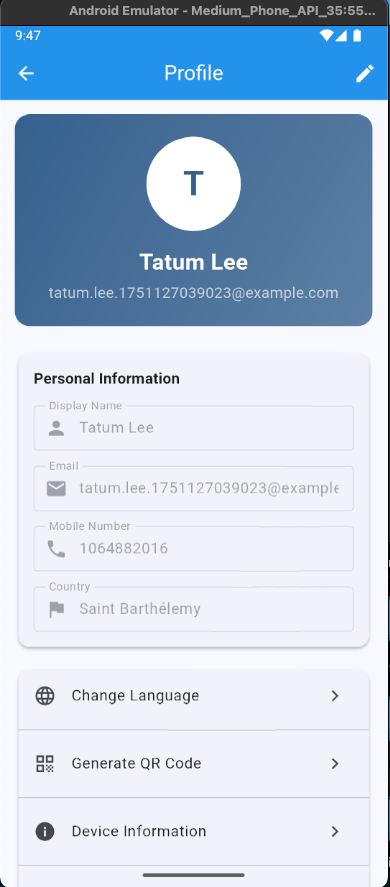 Android Emulator - Medium_Phone_API_35:55...
9:47
Profile
T
Tatum Lee
tatum.lee.1751127039023@example.com
Personal Information
Display Name
Tatum Lee
Email
tatum.lee.1751127039023@example
Mobile Number
1064882016
Country
Saint Barthélemy
Change Language
Generate QR Code
Device Information